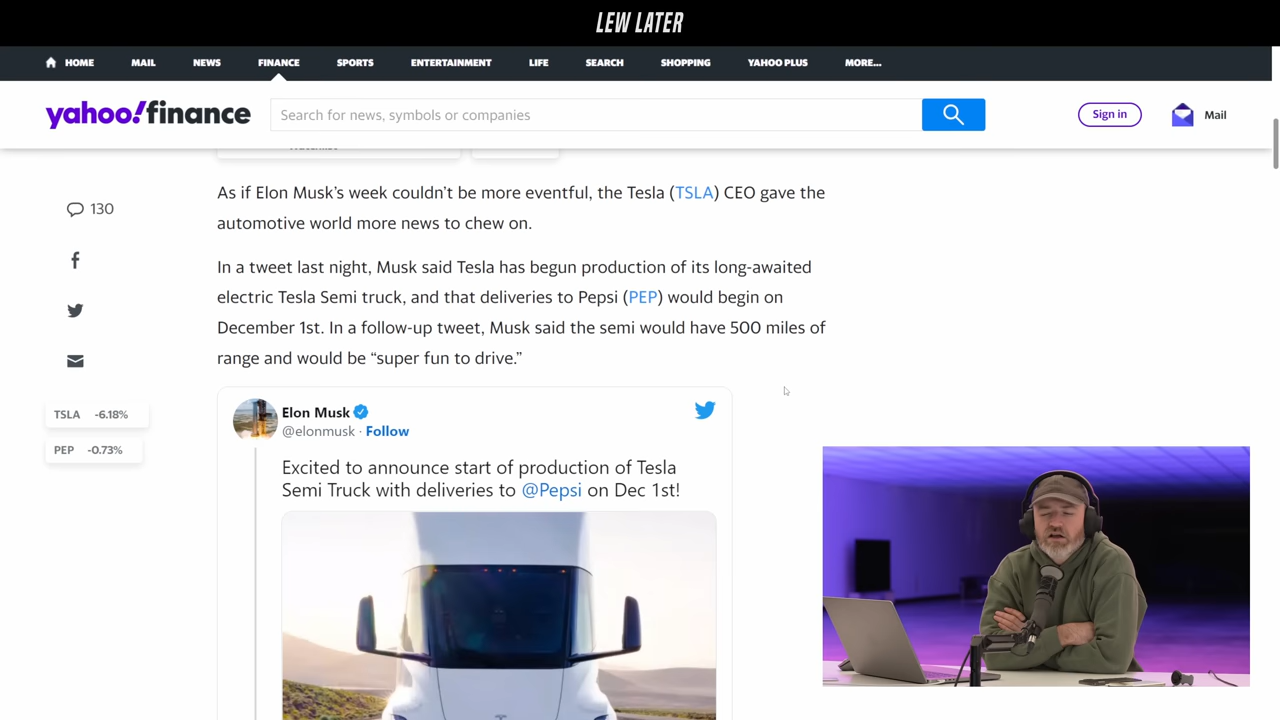 LEW LATER
HOME MAIL NEWS FINANCE SPORTS ENTERTAINMENT LIFE SEARCH SHOPPING YAHOO PLUS MORE...
yahoo!finance Search for news, symbols or companies Sign in Mail
As if Elon Musk’s week couldn’t be more eventful, the Tesla (TSLA) CEO gave the
automotive world more news to chew on.
130
In a tweet last night, Musk said Tesla has begun production of its long-awaited
electric Tesla Semi truck, and that deliveries to Pepsi (PEP) would begin on
December 1st. In a follow-up tweet, Musk said the semi would have 500 miles of
range and would be “super fun to drive.”
TSLA -6.18%
PEP -0.73%
Elon Musk
@elonmusk · Follow
Excited to announce start of production of Tesla
Semi Truck with deliveries to @Pepsi on Dec 1st!